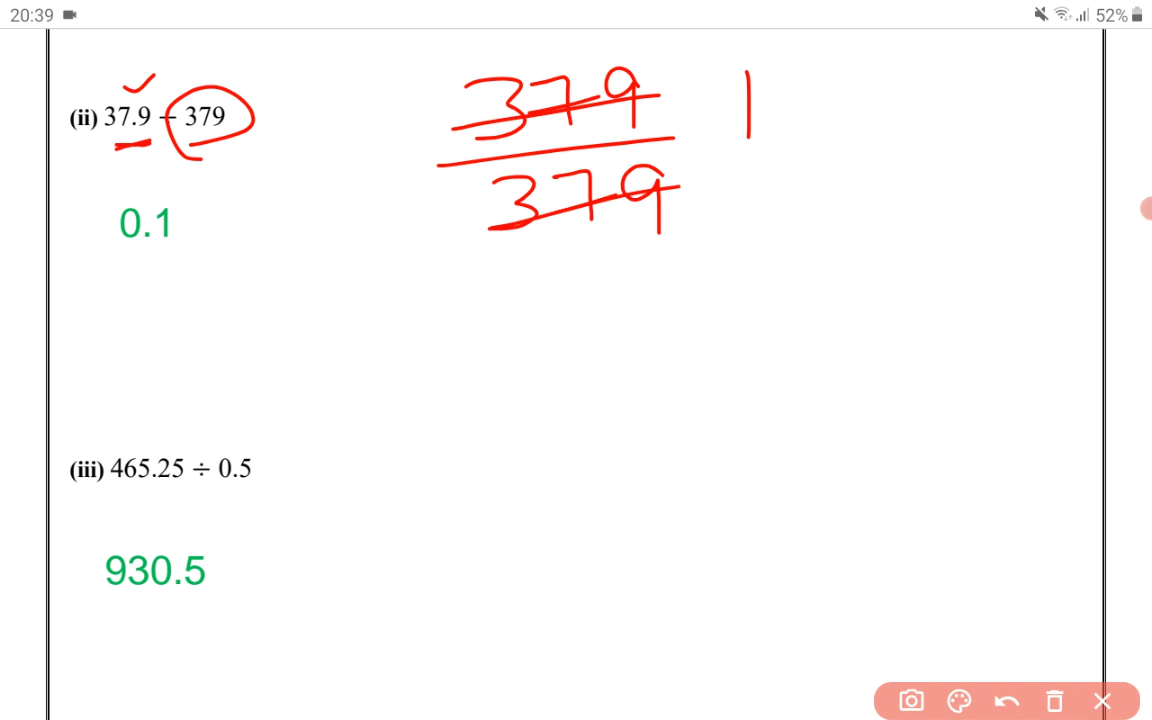 20:39 52%
(ii) 37.9 ÷ 379
379 1
379
0.1
(iii) 465.25 ÷ 0.5
930.5